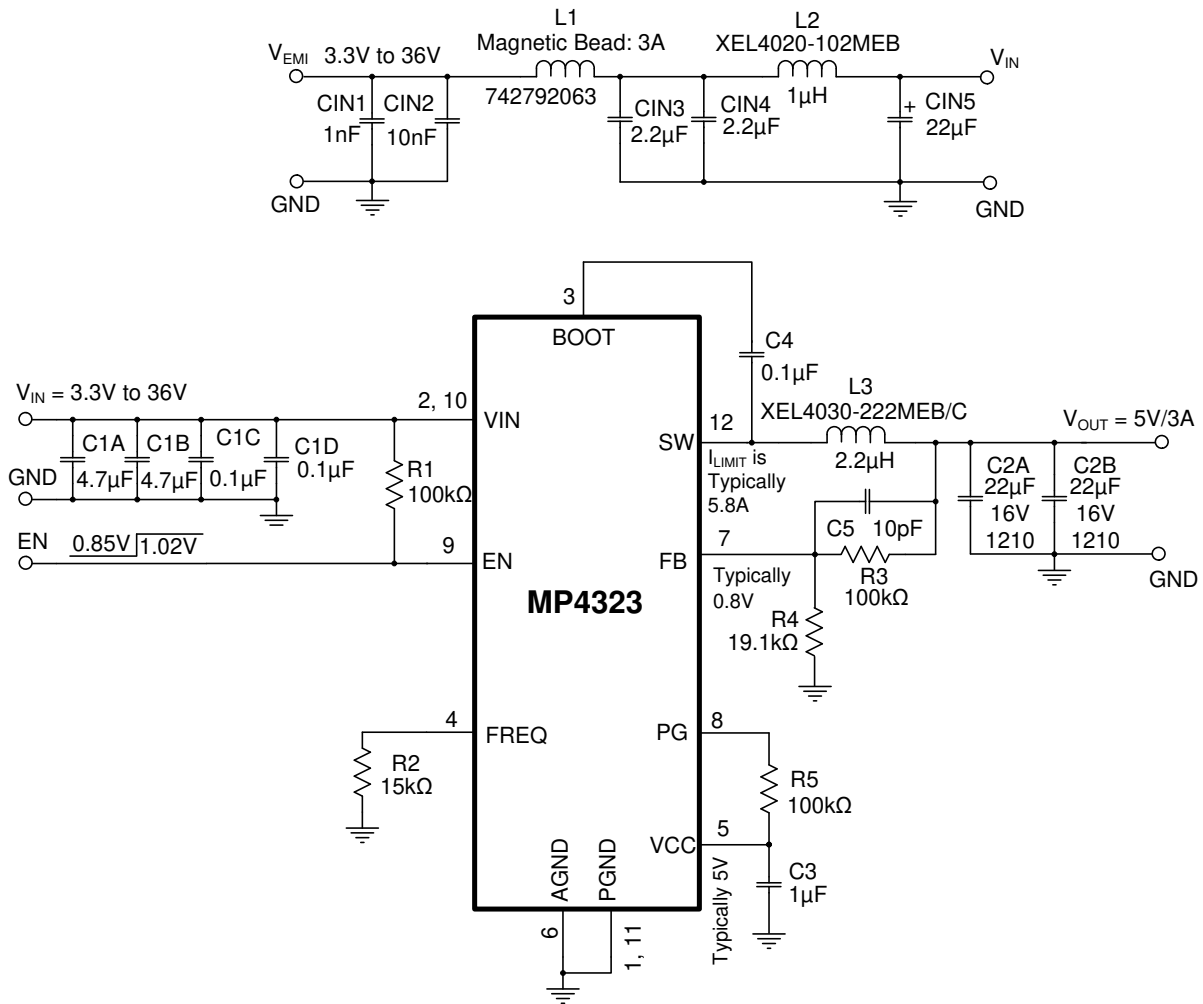 L1
Magnetic Bead: 3A
742792063
L2
XEL4020-102MEB
1µH
V_EMI 3.3V to 36V
V_IN
CIN1
1nF
CIN2
10nF
CIN3
2.2µF
CIN4
2.2µF
+
CIN5
22µF
GND
GND
3
BOOT
C4
0.1µF
V_IN = 3.3V to 36V
2, 10
VIN
C1A
4.7µF
C1B
4.7µF
C1C
0.1µF
C1D
0.1µF
GND
R1
100kΩ
EN
0.85V 1.02V
9
EN
12
SW
L3
XEL4030-222MEB/C
2.2µH
V_OUT = 5V/3A
I_LIMIT is
Typically
5.8A
C2A
22µF
16V
1210
C2B
22µF
16V
1210
GND
7
FB
Typically
0.8V
C5
10pF
R3
100kΩ
R4
19.1kΩ
MP4323
4
FREQ
R2
15kΩ
8
PG
R5
100kΩ
5
VCC
Typically 5V
C3
1µF
AGND
PGND
6
1, 11